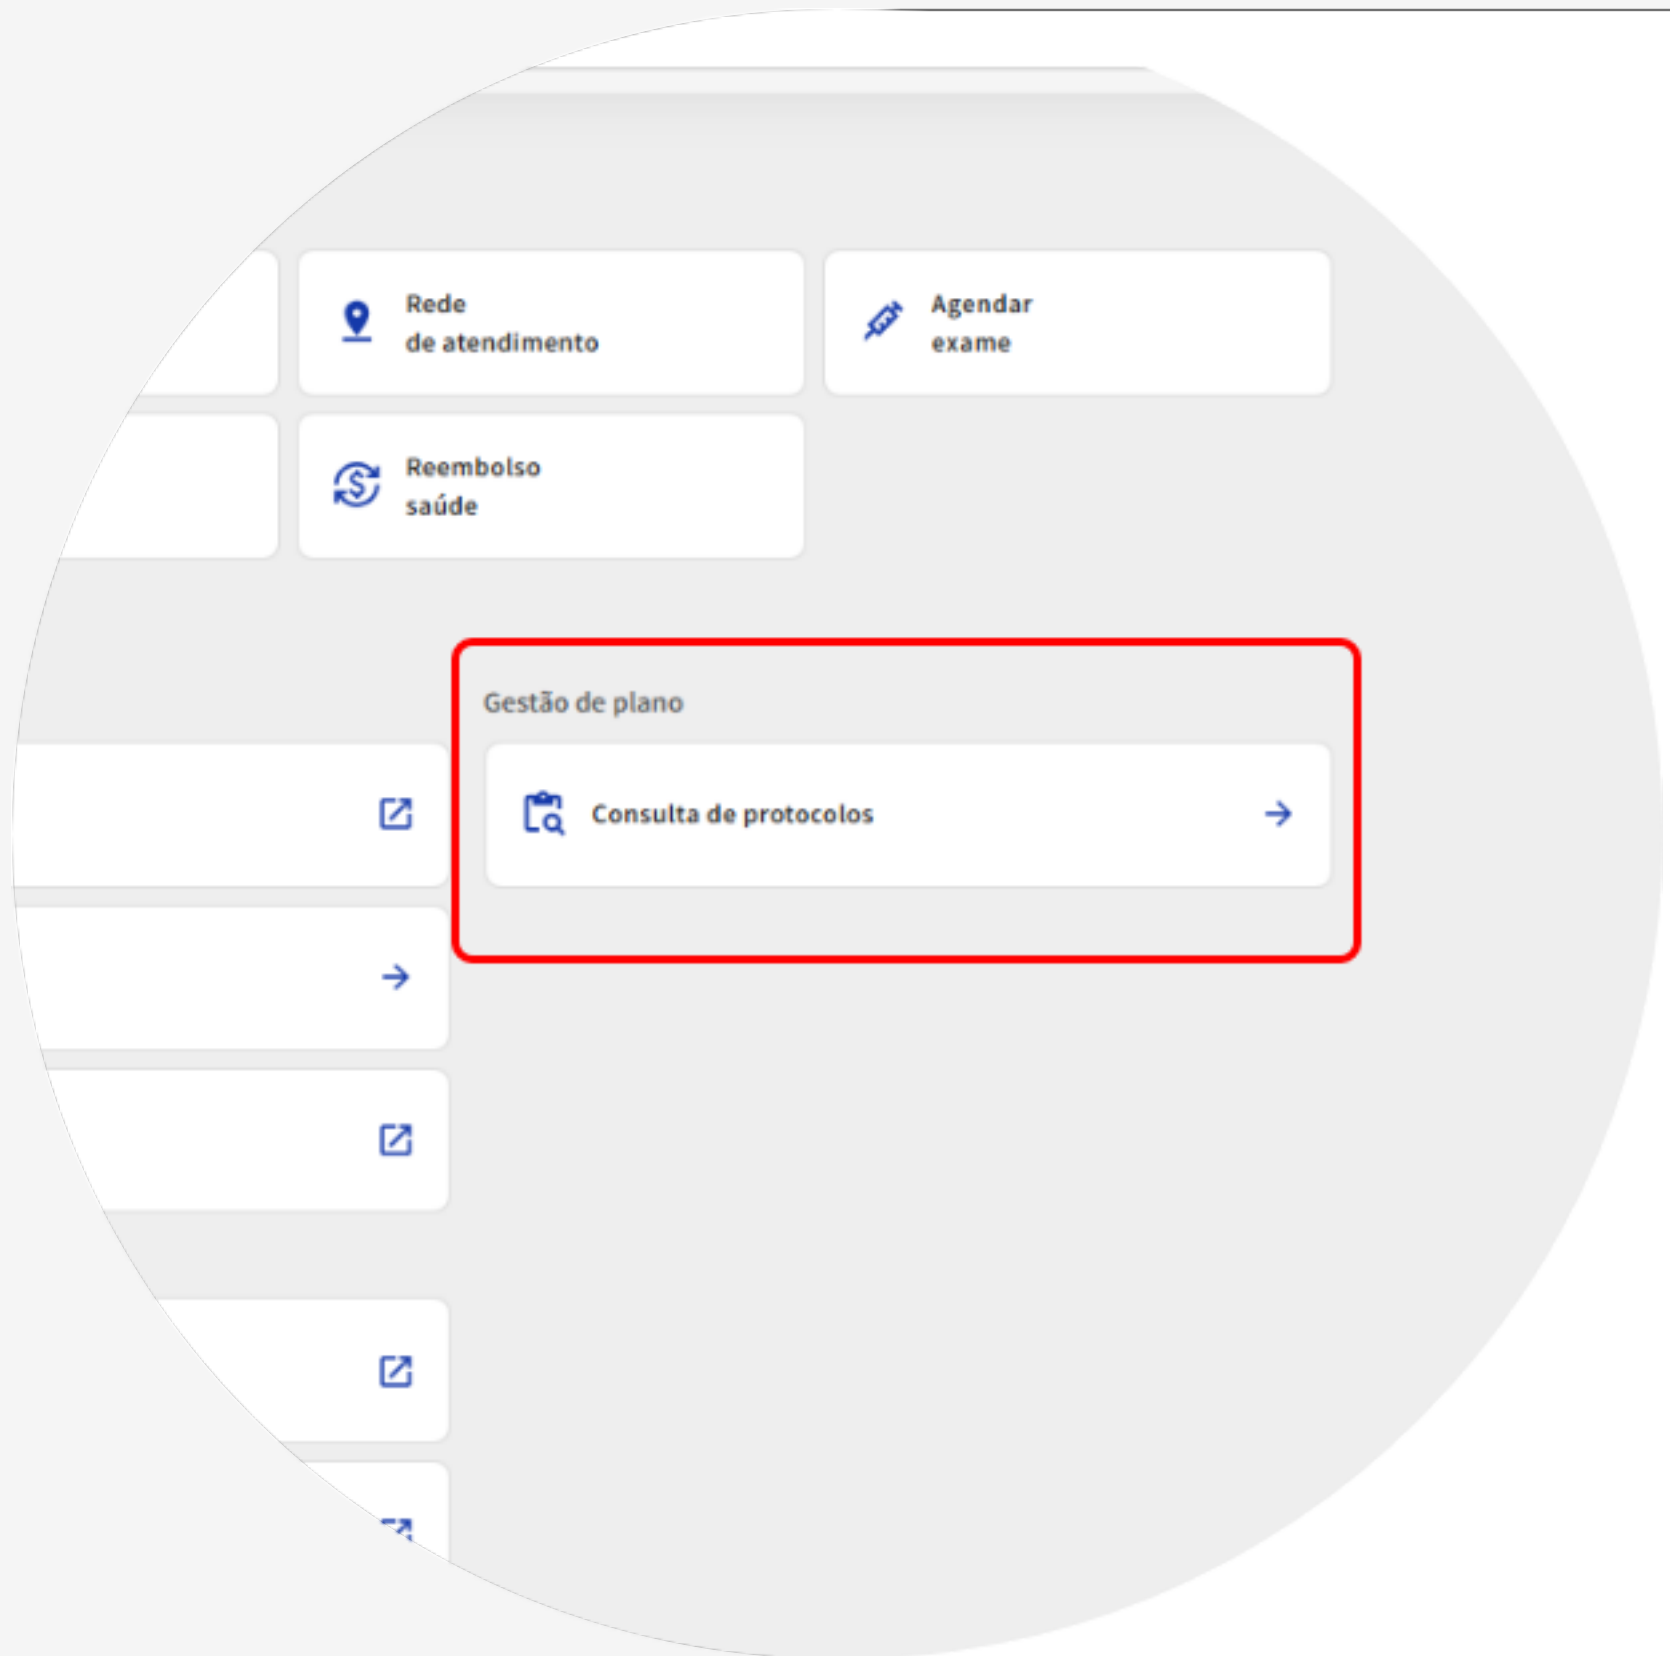 Rede
de atendimento
Agendar
exame
Reembolso
saúde
Gestão de plano
Consulta de protocolos